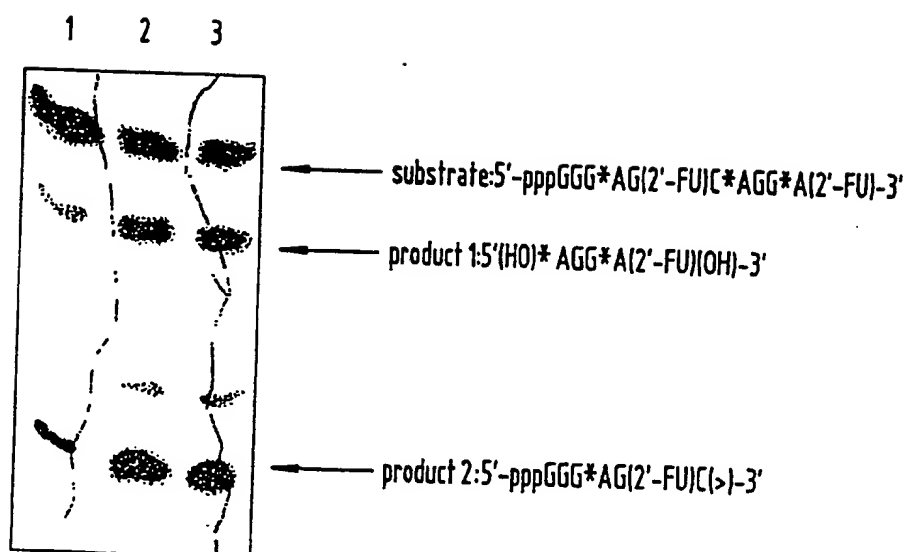 1 2 3
substrate:5'-pppGGG*AG(2'-FU)C*AGG*A(2'-FU)-3'
product 1:5'(HO)* AGG*A(2'-FU)(OH)-3'
product 2:5'-pppGGG*AG(2'-FU)C(>)-3'